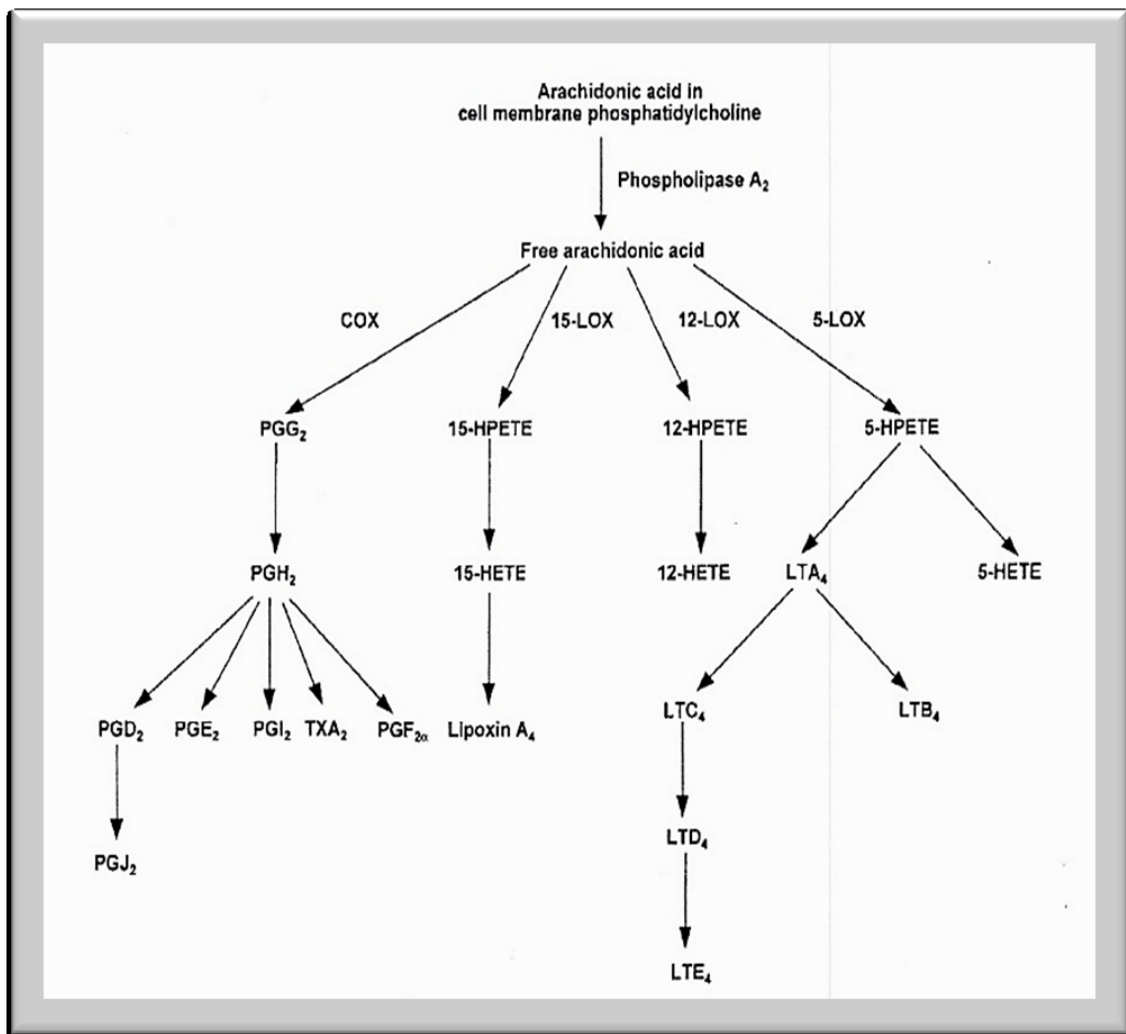 Arachidonic acid in
cell membrane phosphatidylcholine
Phospholipase A₂
Free arachidonic acid
COX 15-LOX 12-LOX 5-LOX
PGG₂ 15-HPETE 12-HPETE 5-HPETE
PGH₂ 15-HETE 12-HETE LTA₄ 5-HETE
PGD₂ PGE₂ PGI₂ TXA₂ PGF₂α Lipoxin A₄ LTC₄ LTB₄
LTD₄
PGJ₂
LTE₄